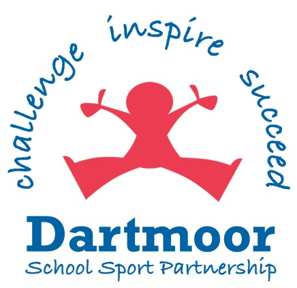 challenge inspire succeed
Dartmoor
School Sport Partnership